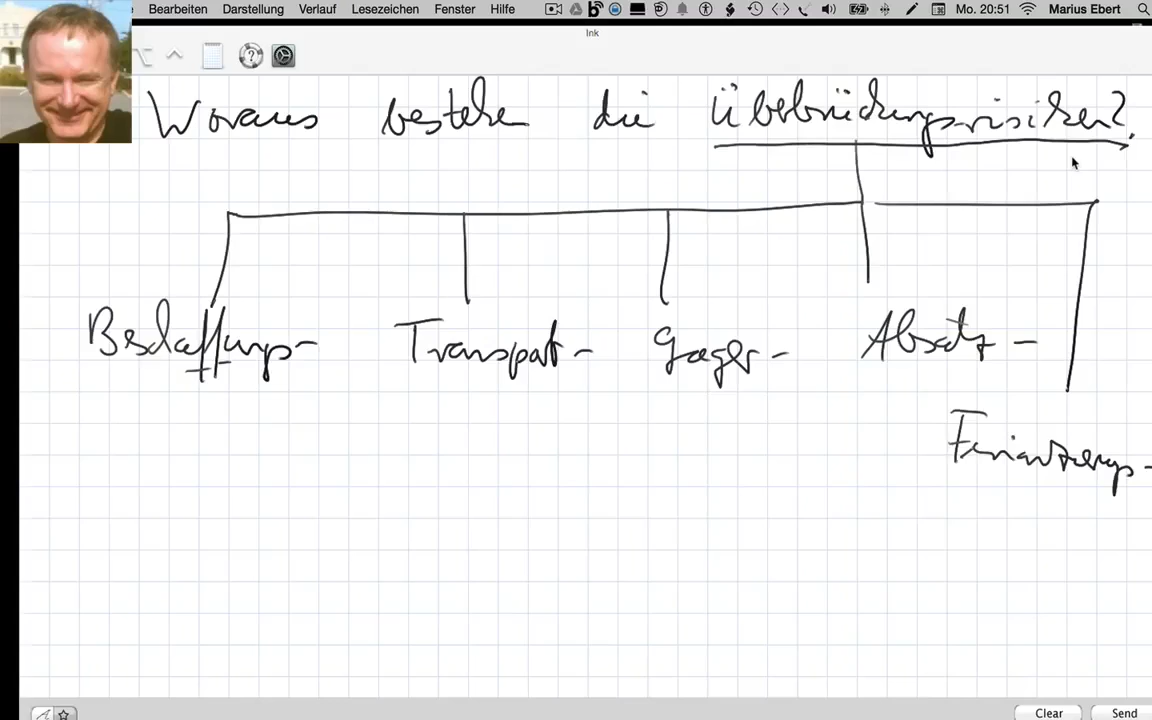 Bearbeiten Darstellung Verlauf Lesezeichen Fenster Hilfe Mo. 20:51 Marius Ebert
Ink
Woraus bestehen die Überbrückungsrisiken?
Beschaffungs- Transport- Lager- Absatz-
Finanzierungs-
Clear Send